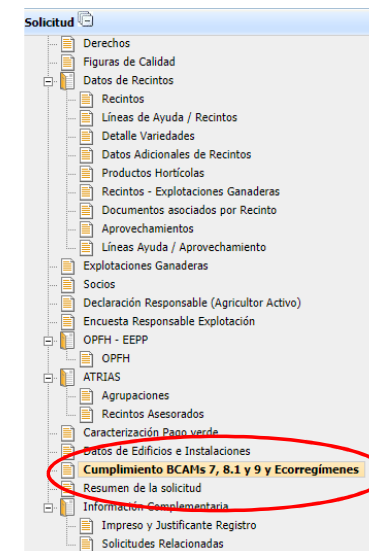 Solicitud
Derechos
Figuras de Calidad
Datos de Recintos
Recintos
Líneas de Ayuda / Recintos
Detalle Variedades
Datos Adicionales de Recintos
Productos Hortícolas
Recintos - Explotaciones Ganaderas
Documentos asociados por Recinto
Aprovechamientos
Líneas Ayuda / Aprovechamiento
Explotaciones Ganaderas
Socios
Declaración Responsable (Agricultor Activo)
Encuesta Responsable Explotación
OPFH - EEPP
OPFH
ATRIAS
Agrupaciones
Recintos Asesorados
Caracterización Pago verde
Datos de Edificios e Instalaciones
Cumplimiento BCAMs 7, 8.1 y 9 y Ecorregímenes
Resumen de la solicitud
Información Complementaria
Impreso y Justificante Registro
Solicitudes Relacionadas